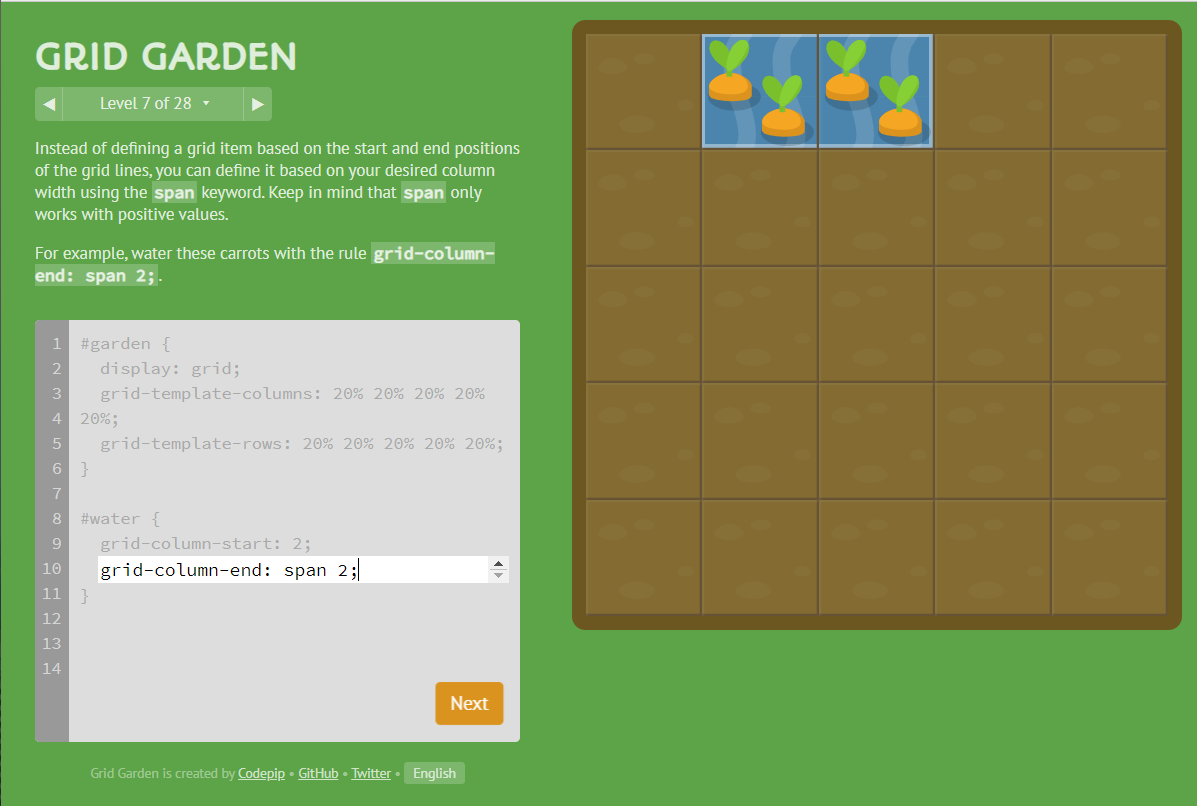 GRID GARDEN
◀ Level 7 of 28 ▾ ▶
Instead of defining a grid item based on the start and end positions
of the grid lines, you can define it based on your desired column
width using the span keyword. Keep in mind that span only
works with positive values.
For example, water these carrots with the rule grid-column-
end: span 2;.
1 #garden {
2 display: grid;
3 grid-template-columns: 20% 20% 20% 20%
4 20%;
5 grid-template-rows: 20% 20% 20% 20% 20%;
6 }
7
8 #water {
9 grid-column-start: 2;
10 grid-column-end: span 2;
11 }
12
13
14
Next
Grid Garden is created by Codepip • GitHub • Twitter • English